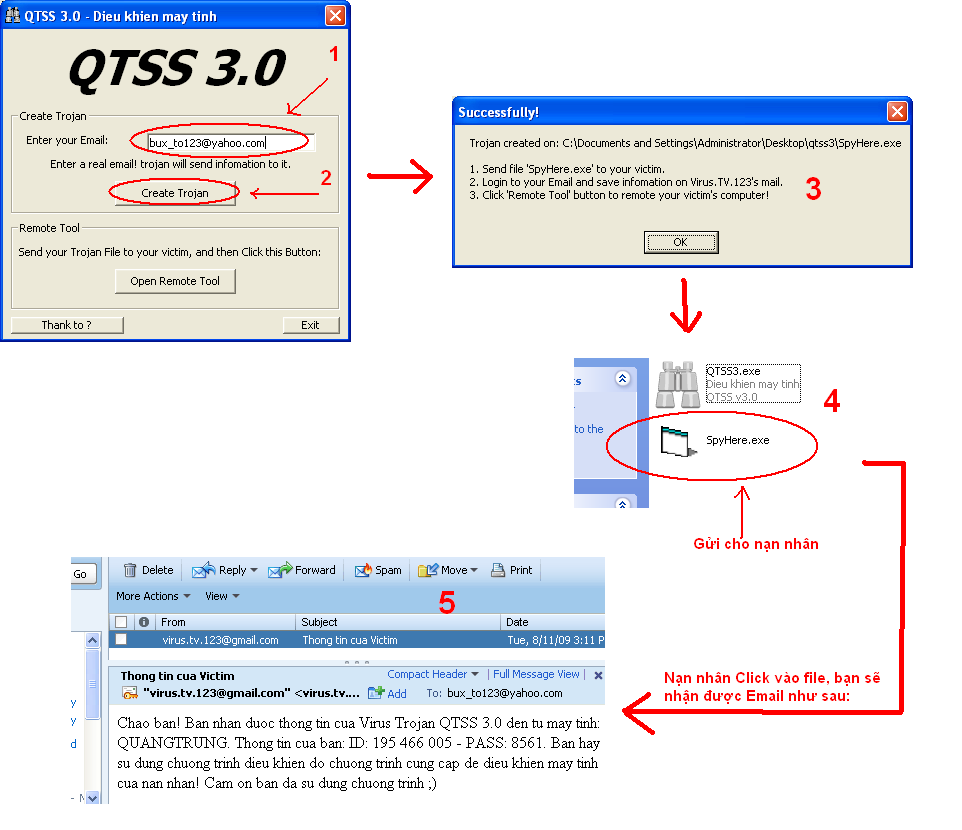 QTSS 3.0 - Dieu khien may tinh
QTSS 3.0
1
Create Trojan
Enter your Email:
bux_to123@yahoo.com
Enter a real email! trojan will send infomation to it.
2
Create Trojan
Remote Tool
Send your Trojan File to your victim, and then Click this Button:
Open Remote Tool
Thank to ?
Exit
Successfully!
Trojan created on: C:\Documents and Settings\Administrator\Desktop\qtss3\SpyHere.exe
1. Send file 'SpyHere.exe' to your victim.
2. Login to your Email and save infomation on Virus.TV.123's mail.
3. Click 'Remote Tool' button to remote your victim's computer!
3
OK
QTSS3.exe
Dieu khien may tinh
QTSS v3.0
4
to the
SpyHere.exe
Gửi cho nạn nhân
Go
Delete
Reply
Forward
Spam
Move
Print
More Actions
View
5
From
Subject
Date
virus.tv.123@gmail.com
Thong tin cua Victim
Tue, 8/11/09 3:11 P
Thong tin cua Victim
Compact Header
Full Message View
"virus.tv.123@gmail.com" <virus.tv....
Add
To: bux_to123@yahoo.com
Chao ban! Ban nhan duoc thong tin cua Virus Trojan QTSS 3.0 den tu may tinh:
QUANGTRUNG. Thong tin cua ban: ID: 195 466 005 - PASS: 8561. Ban hay
su dung chuong trinh dieu khien do chuong trinh cung cap de dieu khien may tinh
cua nan nhan! Cam on ban da su dung chuong trinh ;)
Nạn nhân Click vào file, bạn sẽ
nhận được Email như sau: